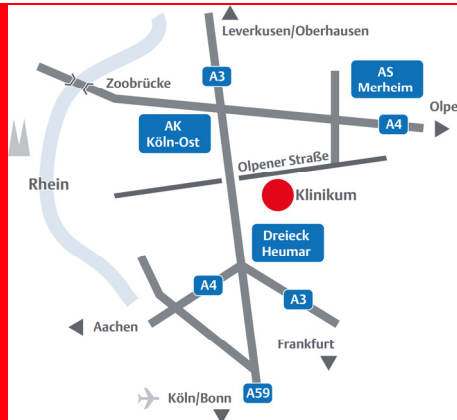 Leverkusen/Oberhausen
A3
AS
Merheim
Zoobrücke
Olpe
A4
AK
Köln-Ost
Olpener Straße
Rhein
Klinikum
Dreieck
Heumar
A4
A3
Aachen
Frankfurt
Köln/Bonn
A59